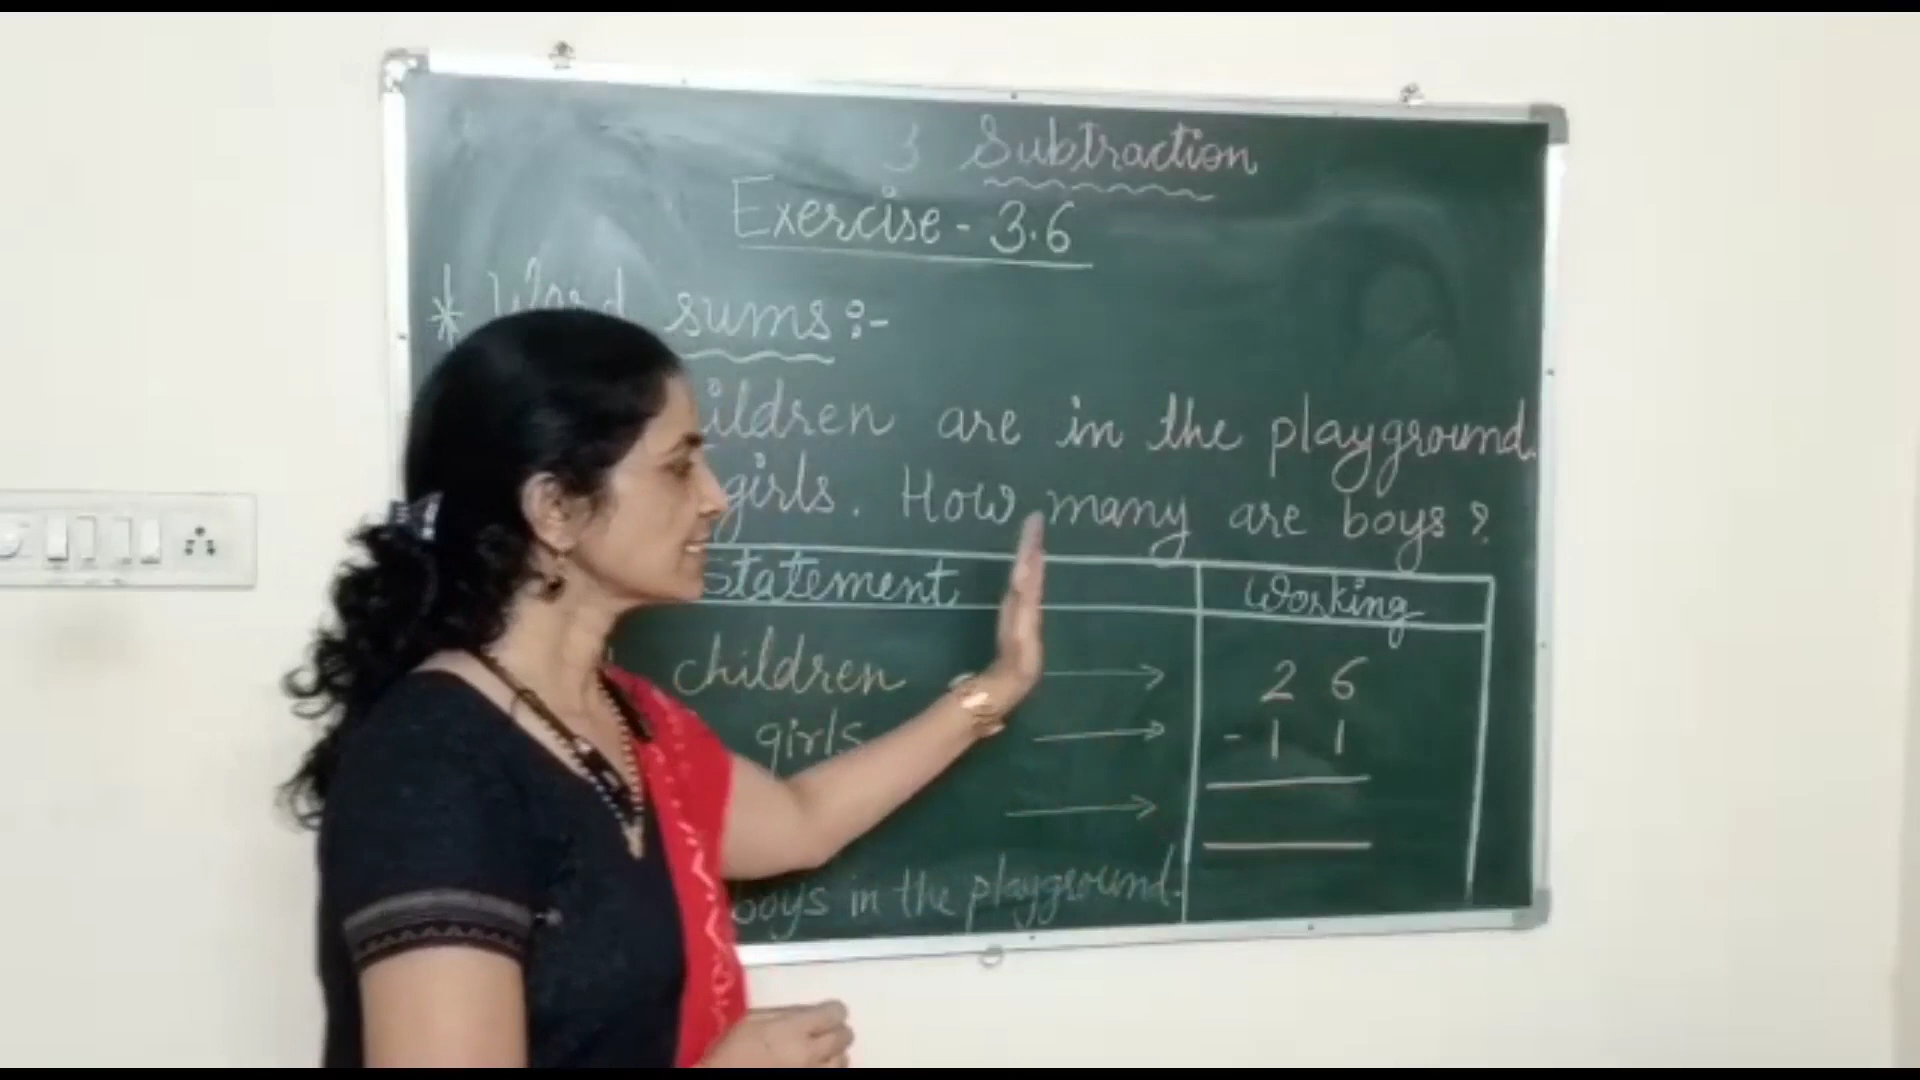 3 Subtraction
Exercise - 3.6
* Word sums :-
ildren are in the playground.
girls. How many are boys?
Statement Working
children → 2 6
girls → - 1 1
→
boys in the playground.